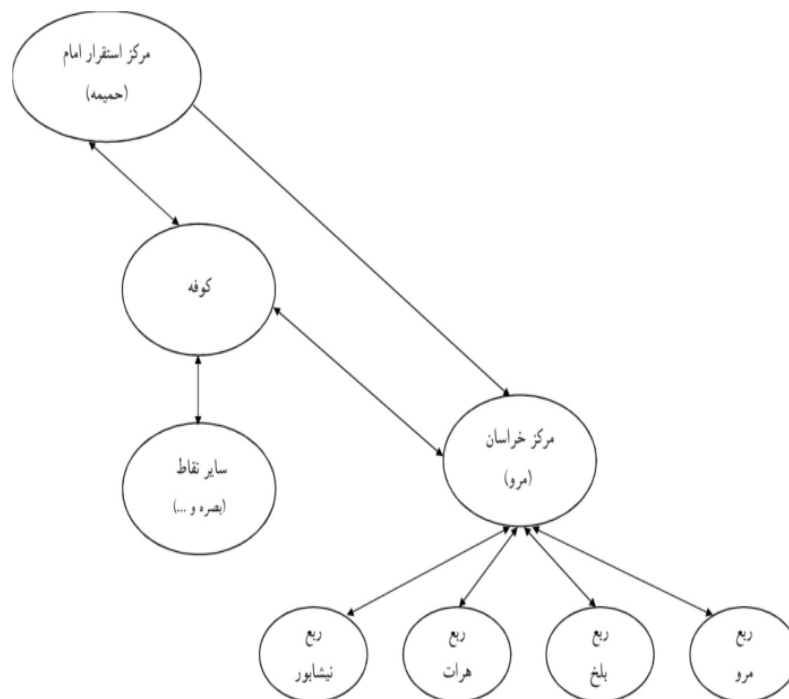 مرکز استقرار امام
(حمیمه)
کوفه
سایر نقاط
(بصره و ...)
مرکز خراسان
(مرو)
ربع
مرو
ربع
بلخ
ربع
هرات
ربع
نیشابور